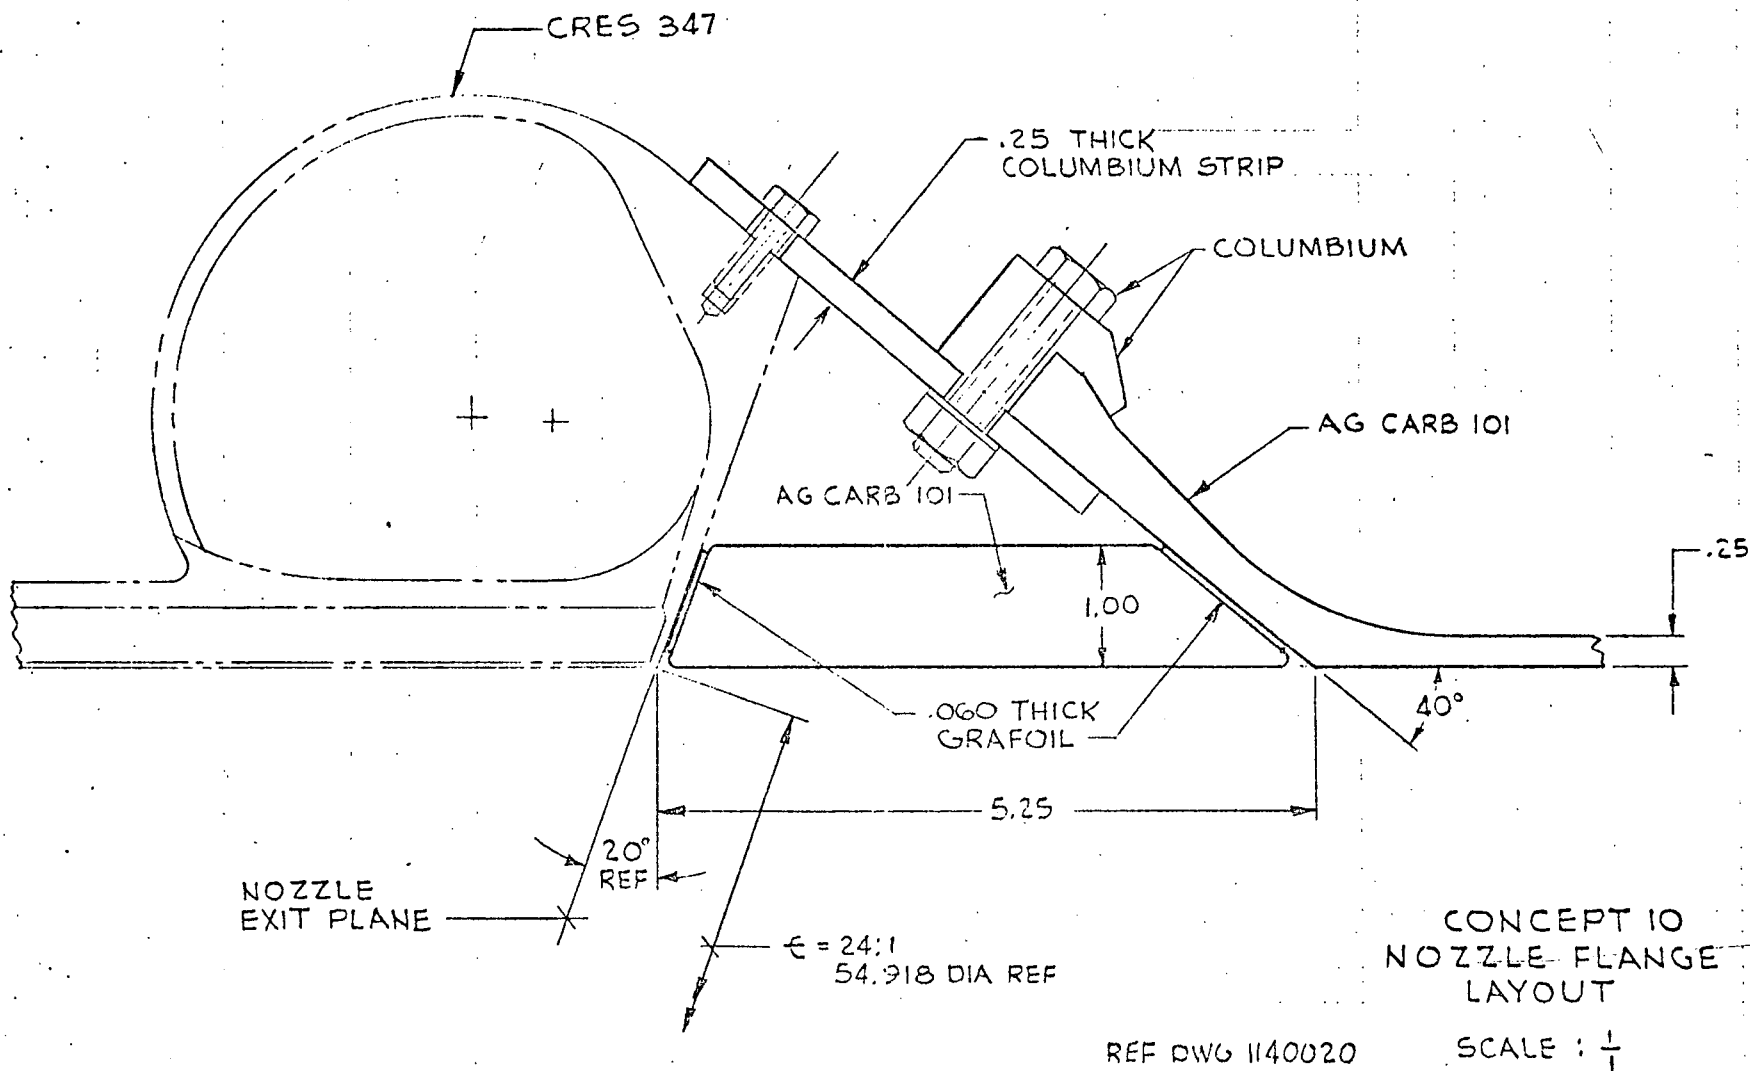 CRES 347
.25 THICK
COLUMBIUM STRIP
COLUMBIUM
AG CARB 101
AG CARB 101
.25
1.00
.060 THICK
GRAFOIL
40°
5.25
20°
REF
NOZZLE
EXIT PLANE
Є = 24:1
54.918 DIA REF
CONCEPT 10
NOZZLE FLANGE
LAYOUT
REF DWG 1140020
SCALE : 1/1